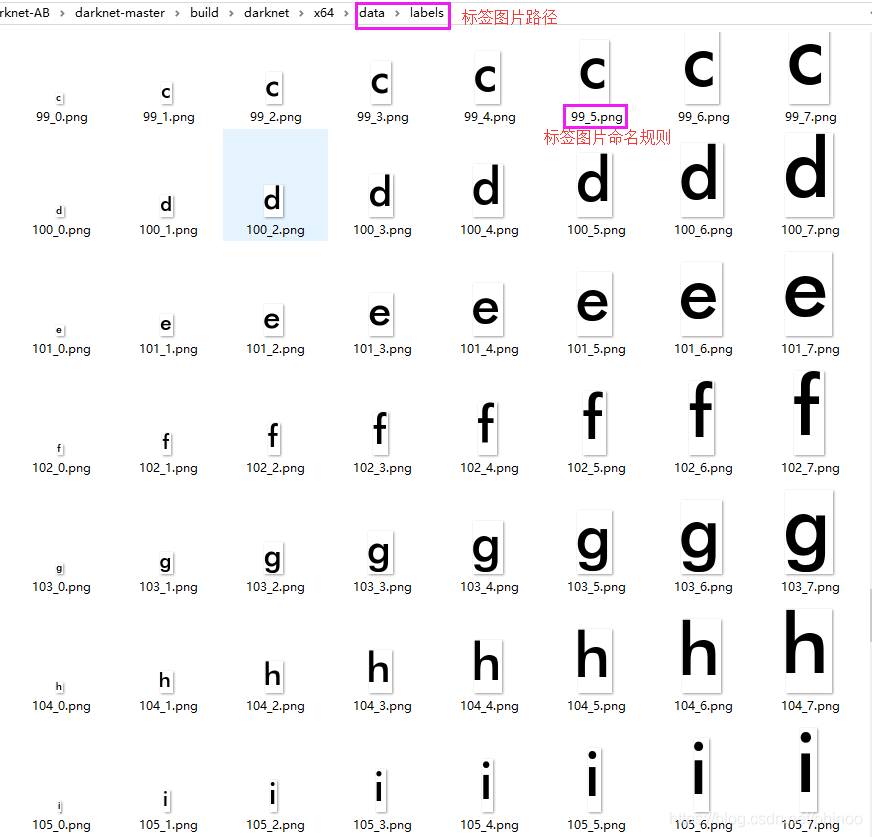 rknet-AB > darknet-master > build > darknet > x64 > data > labels 标签图片路径
c c c c c c c c
99_0.png 99_1.png 99_2.png 99_3.png 99_4.png 99_5.png 99_6.png 99_7.png
标签图片命名规则
d d d d d d d d
100_0.png 100_1.png 100_2.png 100_3.png 100_4.png 100_5.png 100_6.png 100_7.png
e e e e e e e e
101_0.png 101_1.png 101_2.png 101_3.png 101_4.png 101_5.png 101_6.png 101_7.png
f f f f f f f f
102_0.png 102_1.png 102_2.png 102_3.png 102_4.png 102_5.png 102_6.png 102_7.png
g g g g g g g g
103_0.png 103_1.png 103_2.png 103_3.png 103_4.png 103_5.png 103_6.png 103_7.png
h h h h h h h h
104_0.png 104_1.png 104_2.png 104_3.png 104_4.png 104_5.png 104_6.png 104_7.png
i i i i i i i i
105_0.png 105_1.png 105_2.png 105_3.png 105_4.png 105_5.png 105_6.png 105_7.png